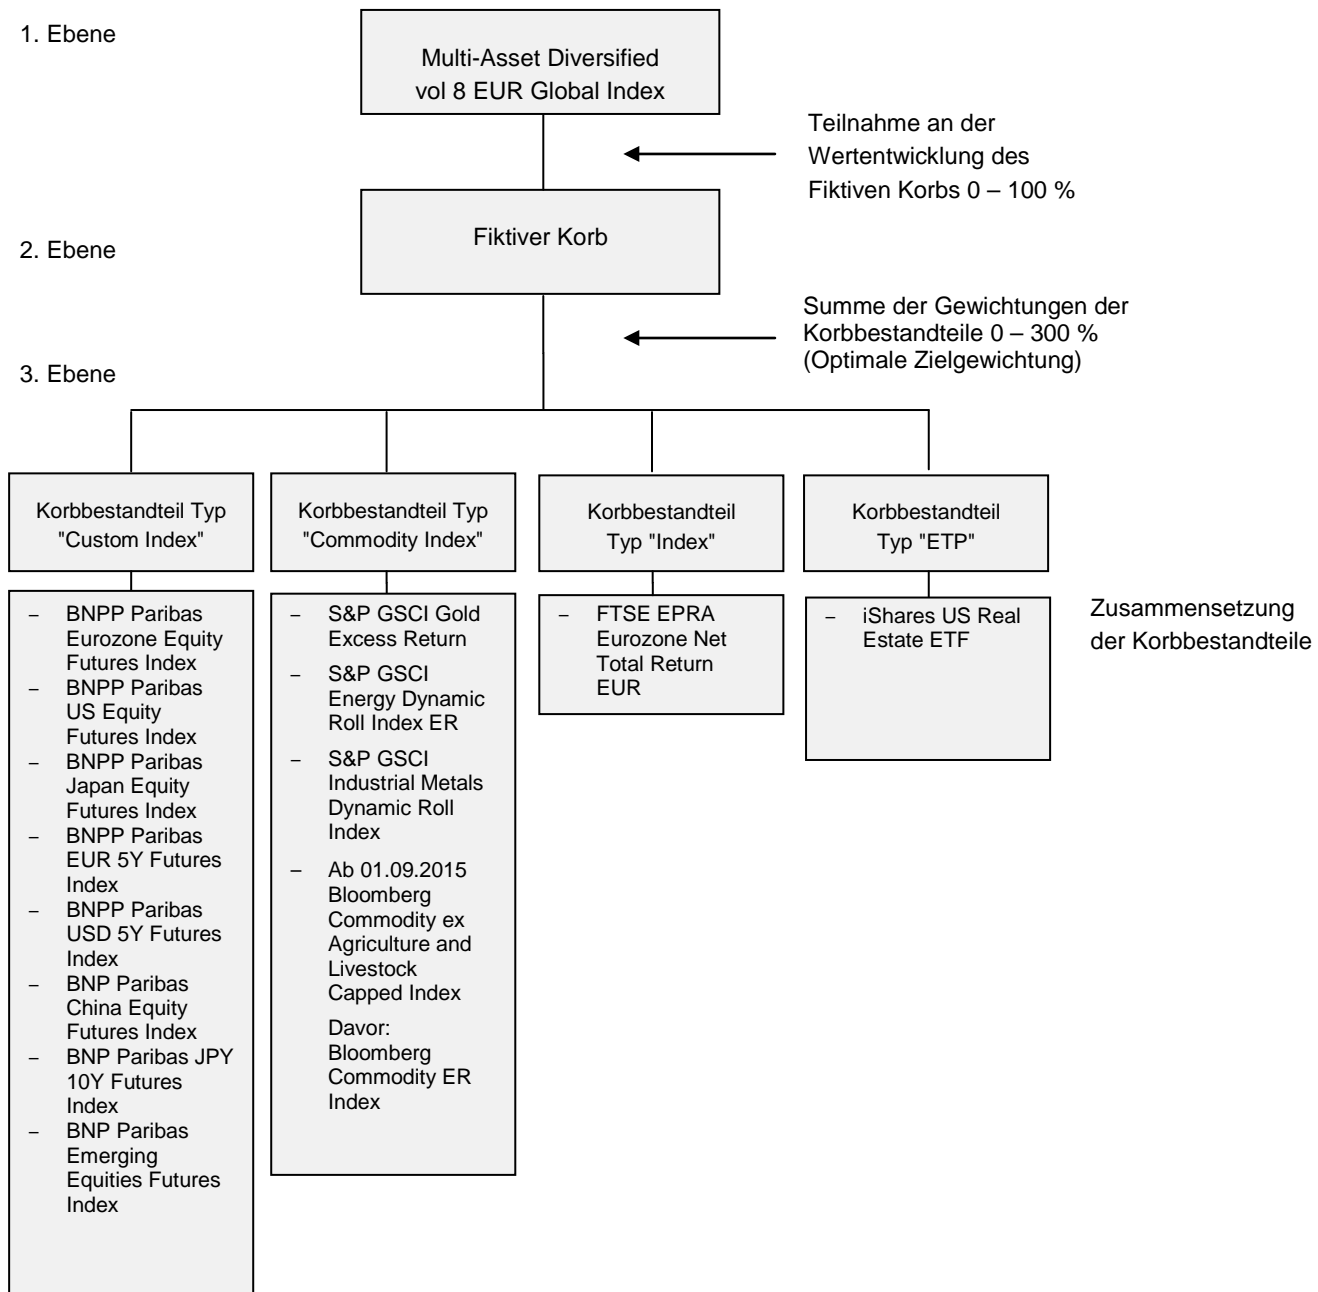 1. Ebene
Multi-Asset Diversified
vol 8 EUR Global Index
Teilnahme an der
Wertentwicklung des
Fiktiven Korbs 0 – 100 %
2. Ebene
Fiktiver Korb
Summe der Gewichtungen der
Korbbestandteile 0 – 300 %
(Optimale Zielgewichtung)
3. Ebene
Korbbestandteil Typ
"Custom Index"
Korbbestandteil Typ
"Commodity Index"
Korbbestandteil
Typ "Index"
Korbbestandteil
Typ "ETP"
– BNPP Paribas
Eurozone Equity
Futures Index
– BNPP Paribas
US Equity
Futures Index
– BNPP Paribas
Japan Equity
Futures Index
– BNPP Paribas
EUR 5Y Futures
Index
– BNPP Paribas
USD 5Y Futures
Index
– BNP Paribas
China Equity
Futures Index
– BNP Paribas JPY
10Y Futures
Index
– BNP Paribas
Emerging
Equities Futures
Index
– S&P GSCI Gold
Excess Return
– S&P GSCI
Energy Dynamic
Roll Index ER
– S&P GSCI
Industrial Metals
Dynamic Roll
Index
– Ab 01.09.2015
Bloomberg
Commodity ex
Agriculture and
Livestock
Capped Index
Davor:
Bloomberg
Commodity ER
Index
– FTSE EPRA
Eurozone Net
Total Return
EUR
– iShares US Real
Estate ETF
Zusammensetzung
der Korbbestandteile